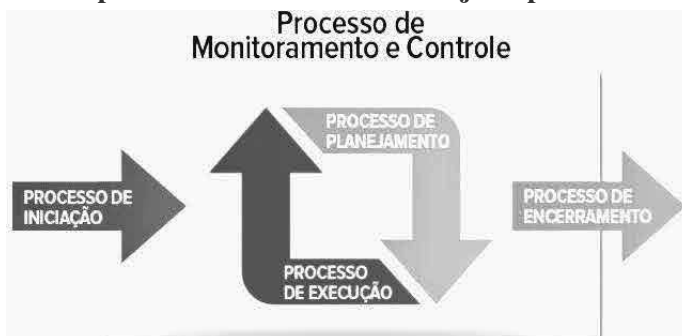 Processo de
Monitoramento e Controle
PROCESSO DE
PLANEJAMENTO
PROCESSO DE
INICIAÇÃO
PROCESSO DE
ENCERRAMENTO
PROCESSO
DE EXECUÇÃO